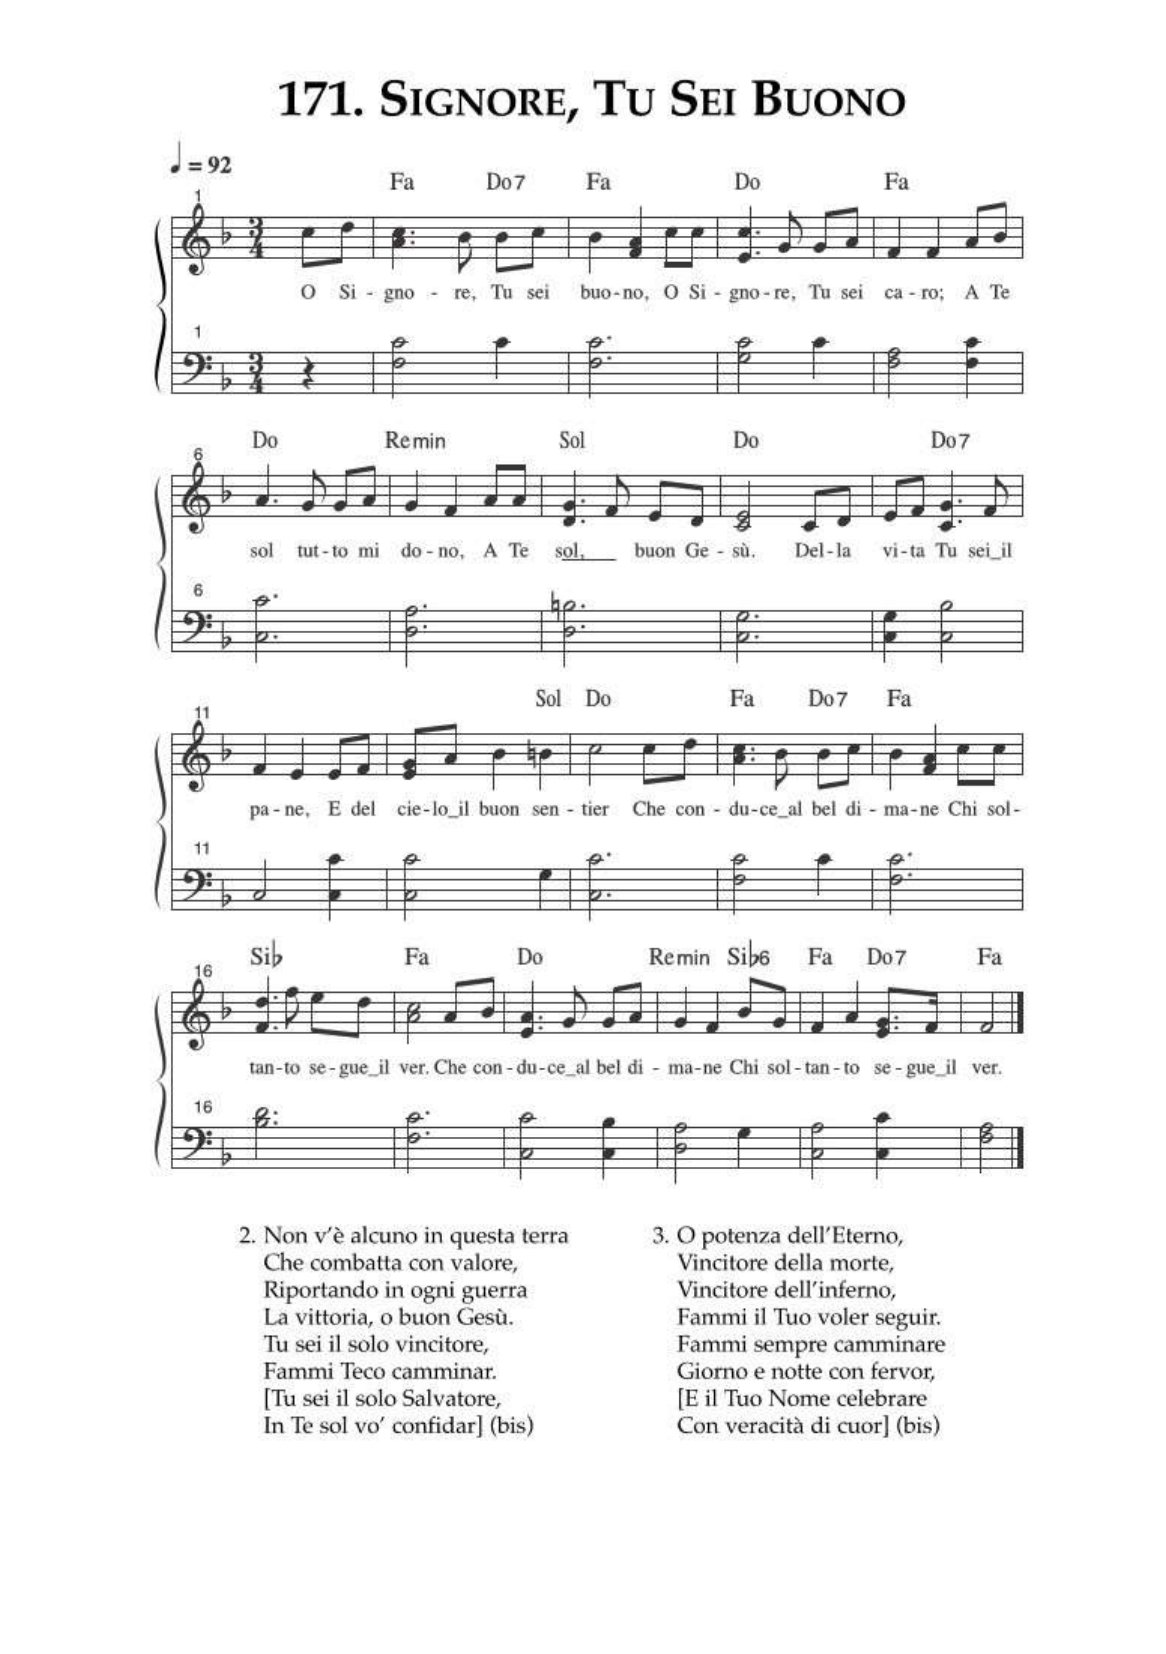 171. Signore, Tu Sei Buono
= 92
Fa Do7 Fa Do Fa
1
3 4
O Si - gno - re, Tu sei buo - no, O Si - gno - re, Tu sei ca - ro; A Te
1
3 4
Do Remin Sol Do Do7
6
sol tut - to mi do - no, A Te sol,___ buon Ge - sù. Del - la vi - ta Tu sei_il
6
Sol Do Fa Do7 Fa
11
pa - ne, E del cie - lo_il buon sen - tier Che con - du - ce_al bel di - ma - ne Chi sol -
11
Si♭ Fa Do Remin Si♭6 Fa Do7 Fa
16
tan - to se - gue_il ver. Che con - du - ce_al bel di - ma - ne Chi sol - tan - to se - gue_il ver.
16
2. Non v'è alcuno in questa terra
Che combatta con valore,
Riportando in ogni guerra
La vittoria, o buon Gesù.
Tu sei il solo vincitore,
Fammi Teco camminar.
[Tu sei il solo Salvatore,
In Te sol vo' confidar] (bis)
3. O potenza dell'Eterno,
Vincitore della morte,
Vincitore dell'inferno,
Fammi il Tuo voler seguir.
Fammi sempre camminare
Giorno e notte con fervor,
[E il Tuo Nome celebrare
Con veracità di cuor] (bis)